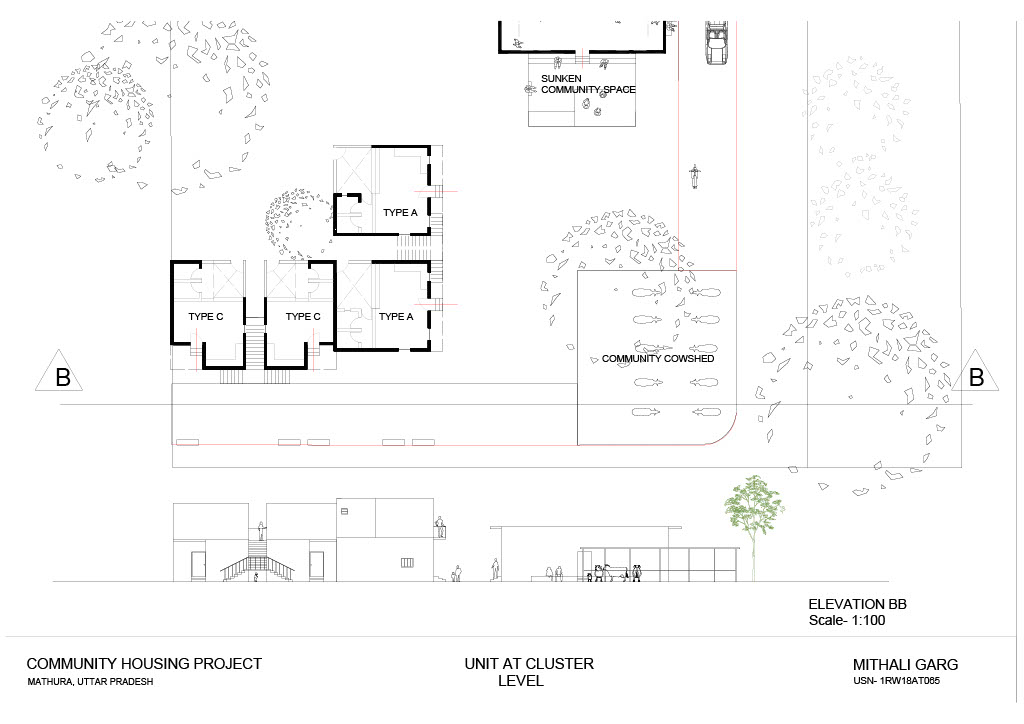 SUNKEN
COMMUNITY SPACE
TYPE A
TYPE C
TYPE C
TYPE A
COMMUNITY COWSHED
B
B
ELEVATION BB
Scale- 1:100
COMMUNITY HOUSING PROJECT
MATHURA, UTTAR PRADESH
UNIT AT CLUSTER
LEVEL
MITHALI GARG
USN- 1RW18AT065